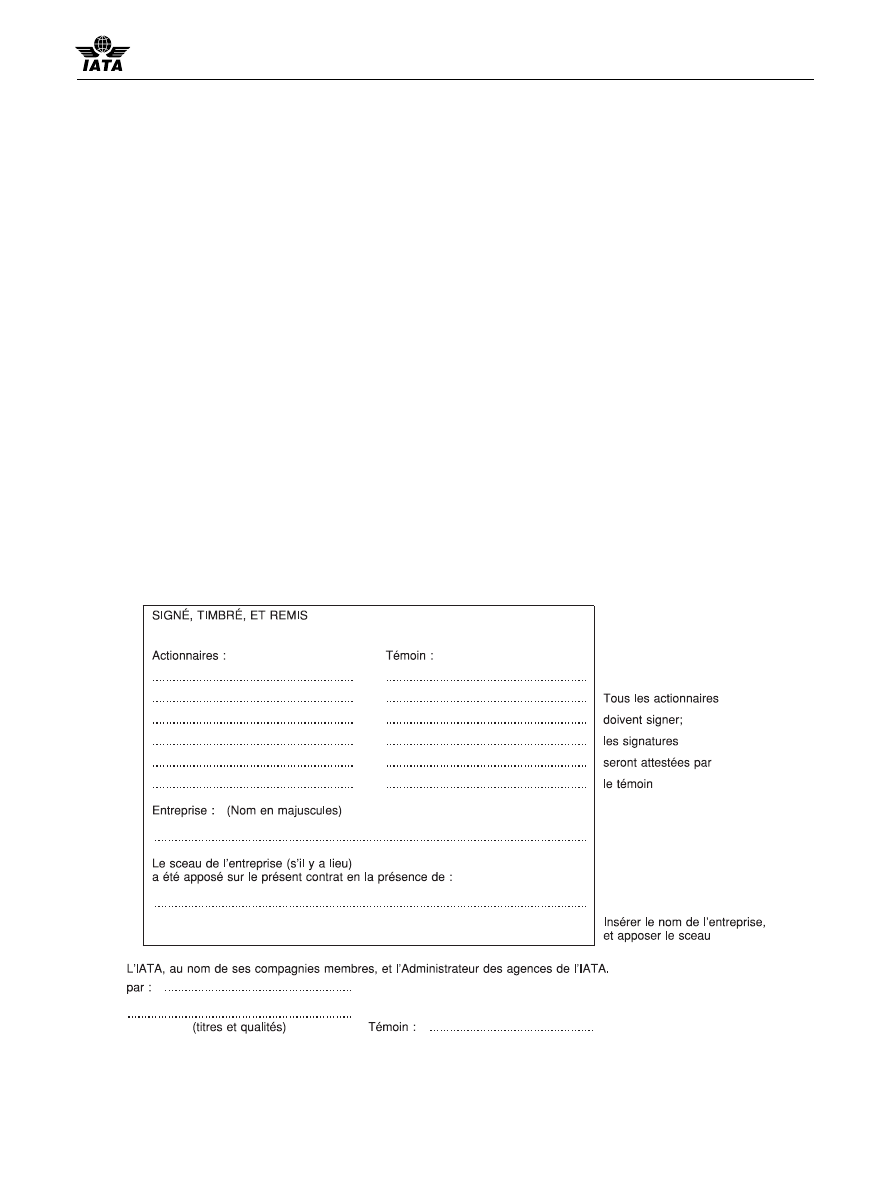 IATA
SIGNÉ, TIMBRÉ, ET REMIS
Actionnaires : Témoin :
Tous les actionnaires
doivent signer;
les signatures
seront attestées par
le témoin
Entreprise : (Nom en majuscules)
Le sceau de l'entreprise (s'il y a lieu)
a été apposé sur le présent contrat en la présence de :
Insérer le nom de l'entreprise,
et apposer le sceau
L'IATA, au nom de ses compagnies membres, et l'Administrateur des agences de l'IATA.
par :
(titres et qualités) Témoin :